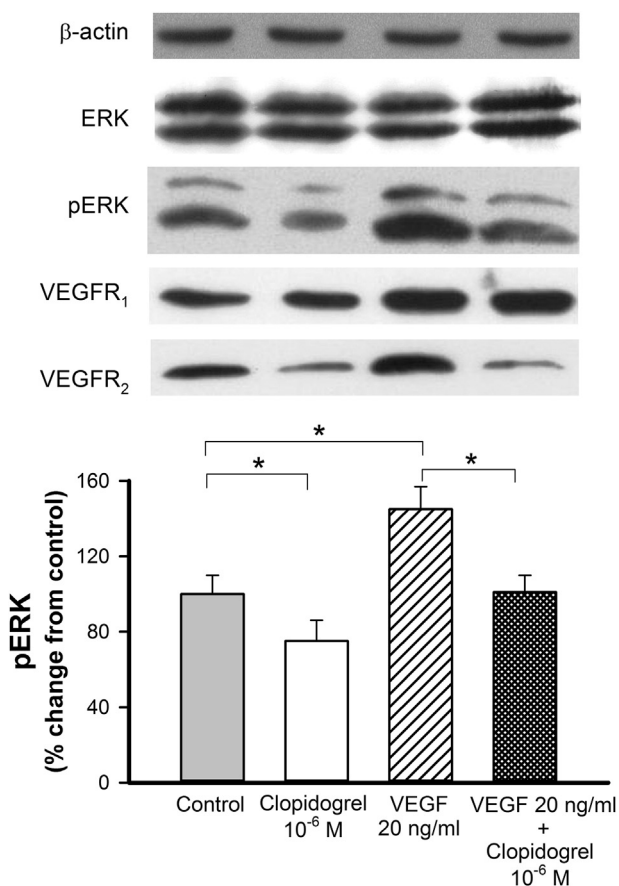 β-actin
ERK
pERK
VEGFR₁
VEGFR₂
*
* *
pERK
(% change from control)
160
120
80
40
0
Control Clopidogrel VEGF VEGF 20 ng/ml
10⁻⁶ M 20 ng/ml +
Clopidogrel
10⁻⁶ M